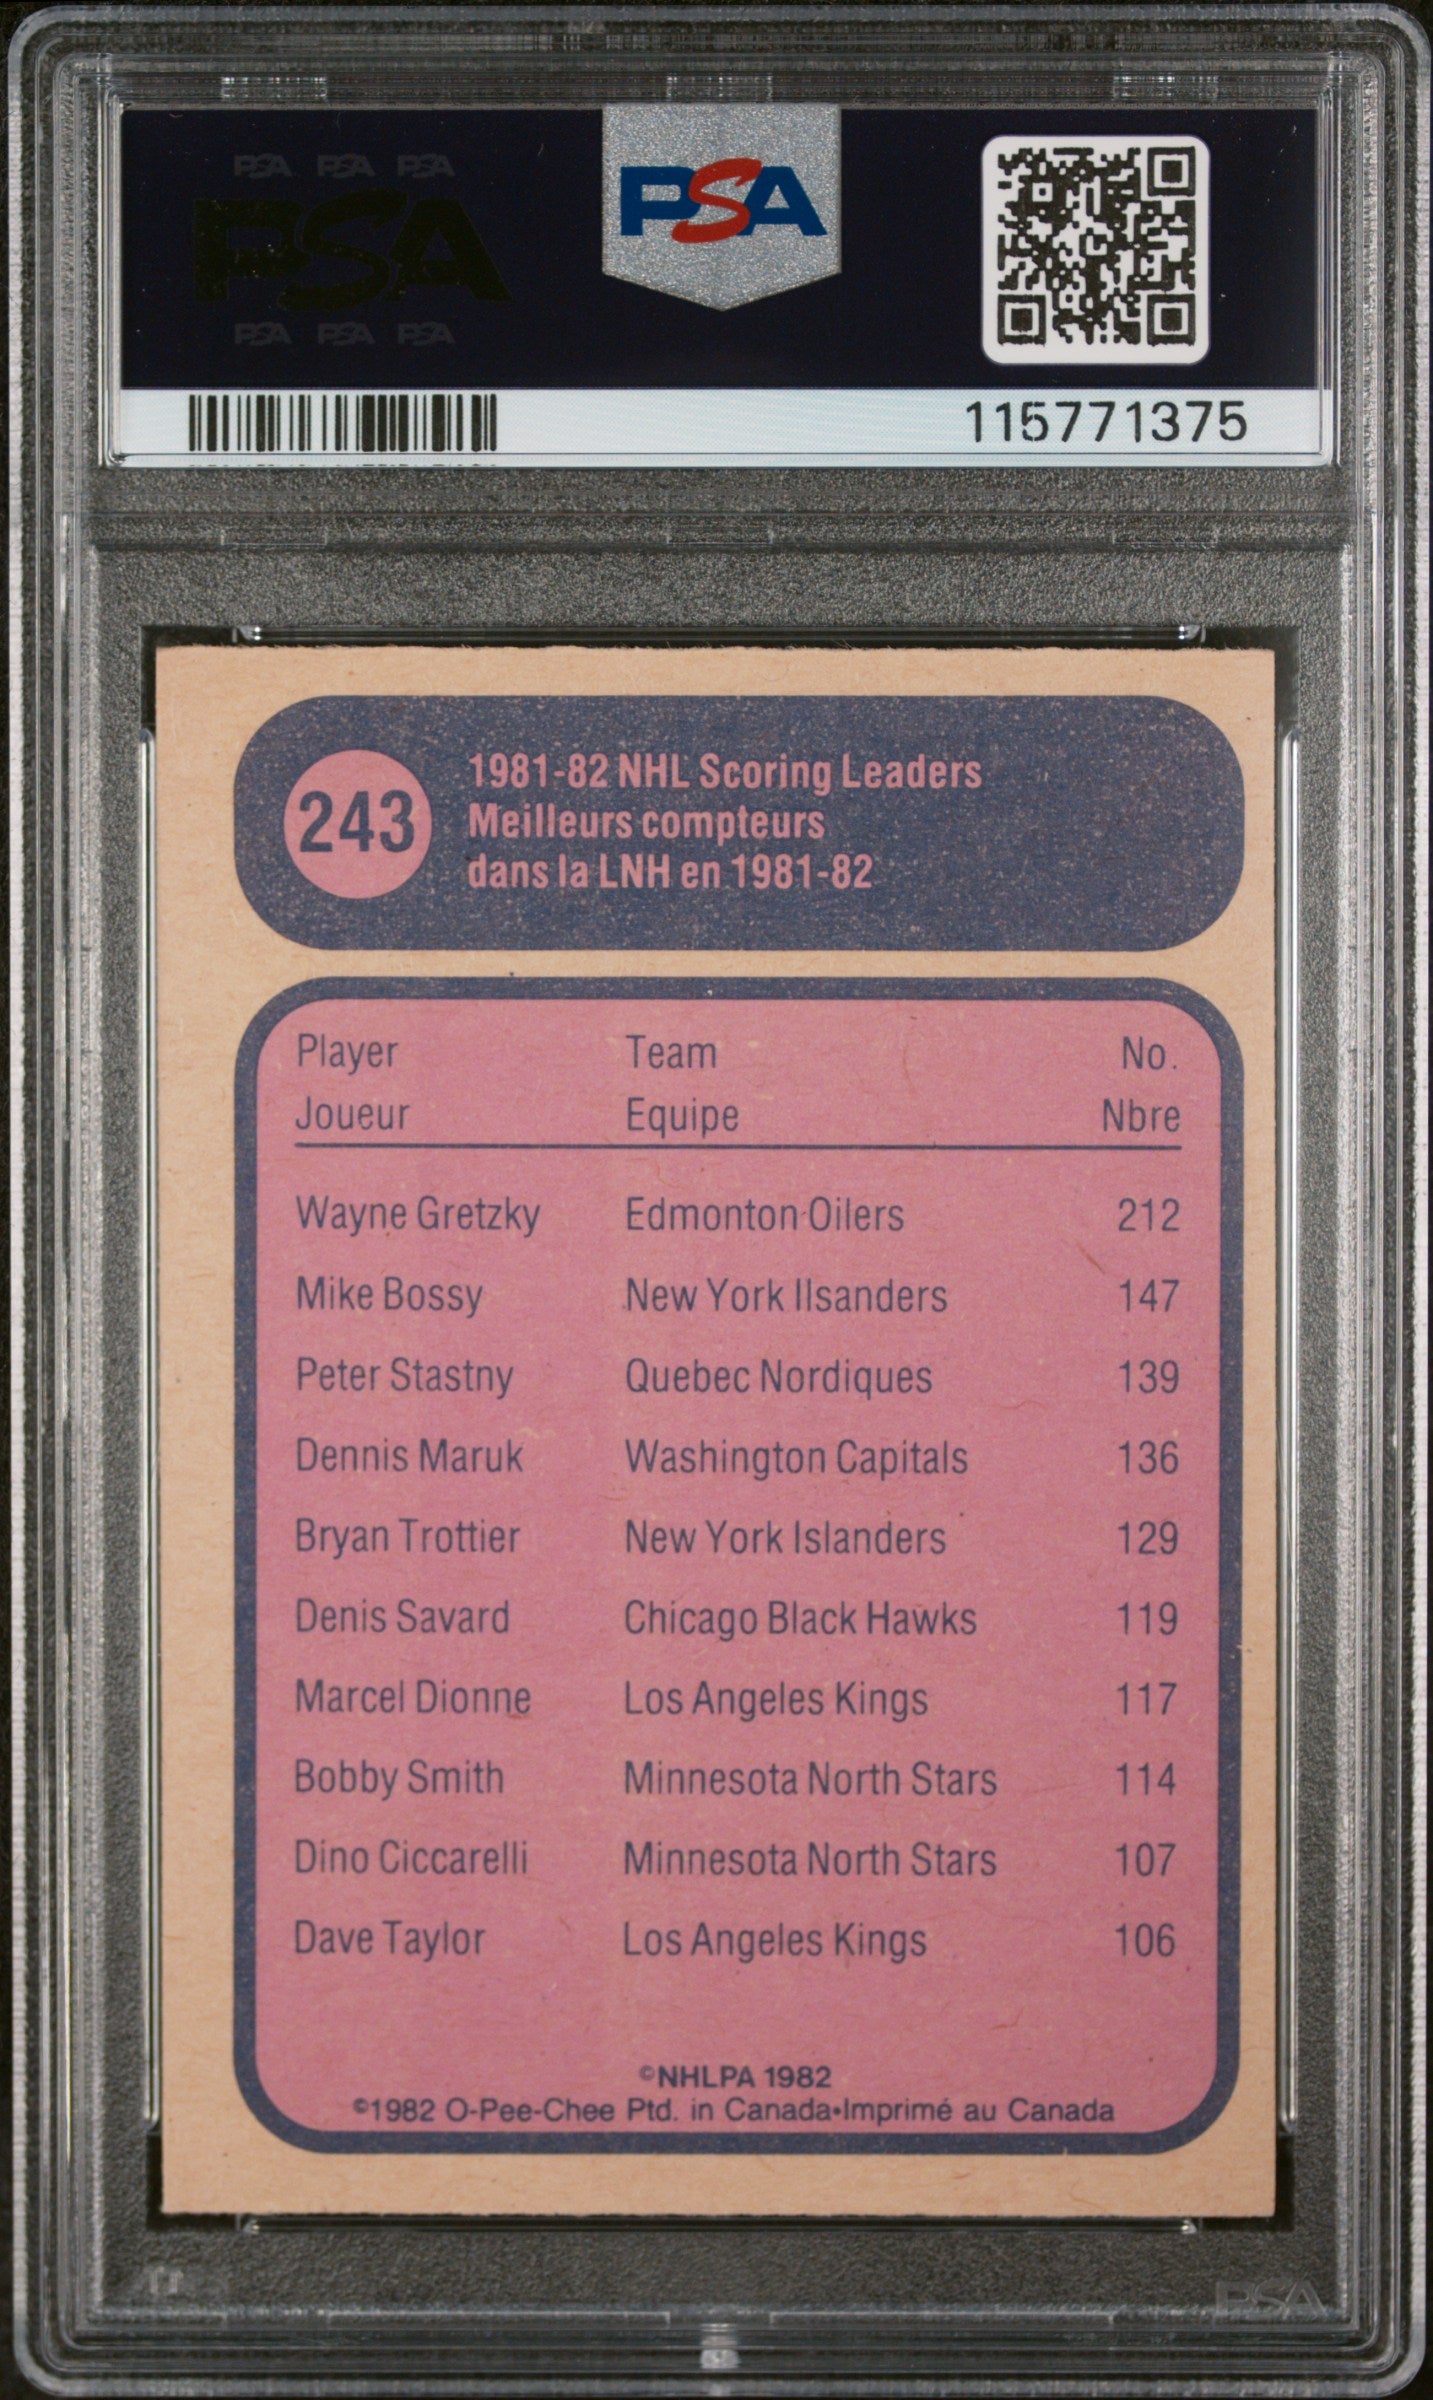 PSA PSA PSA
PSA
PSA PSA PSA
PSA
115771375
243
1981-82 NHL Scoring Leaders
Meilleurs compteurs
dans la LNH en 1981-82
Player Team No.
Joueur Equipe Nbre
Wayne Gretzky Edmonton Oilers 212
Mike Bossy New York Ilsanders 147
Peter Stastny Quebec Nordiques 139
Dennis Maruk Washington Capitals 136
Bryan Trottier New York Islanders 129
Denis Savard Chicago Black Hawks 119
Marcel Dionne Los Angeles Kings 117
Bobby Smith Minnesota North Stars 114
Dino Ciccarelli Minnesota North Stars 107
Dave Taylor Los Angeles Kings 106
©NHLPA 1982
©1982 O-Pee-Chee Ptd. in Canada•Imprimé au Canada
PSA